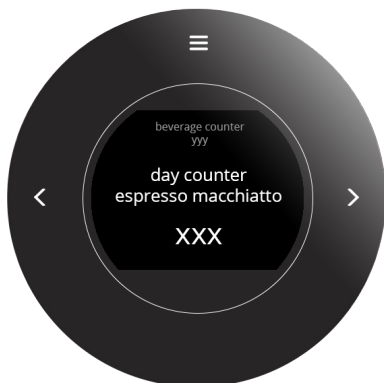 beverage counter
yyy
day counter
espresso macchiatto
xxx